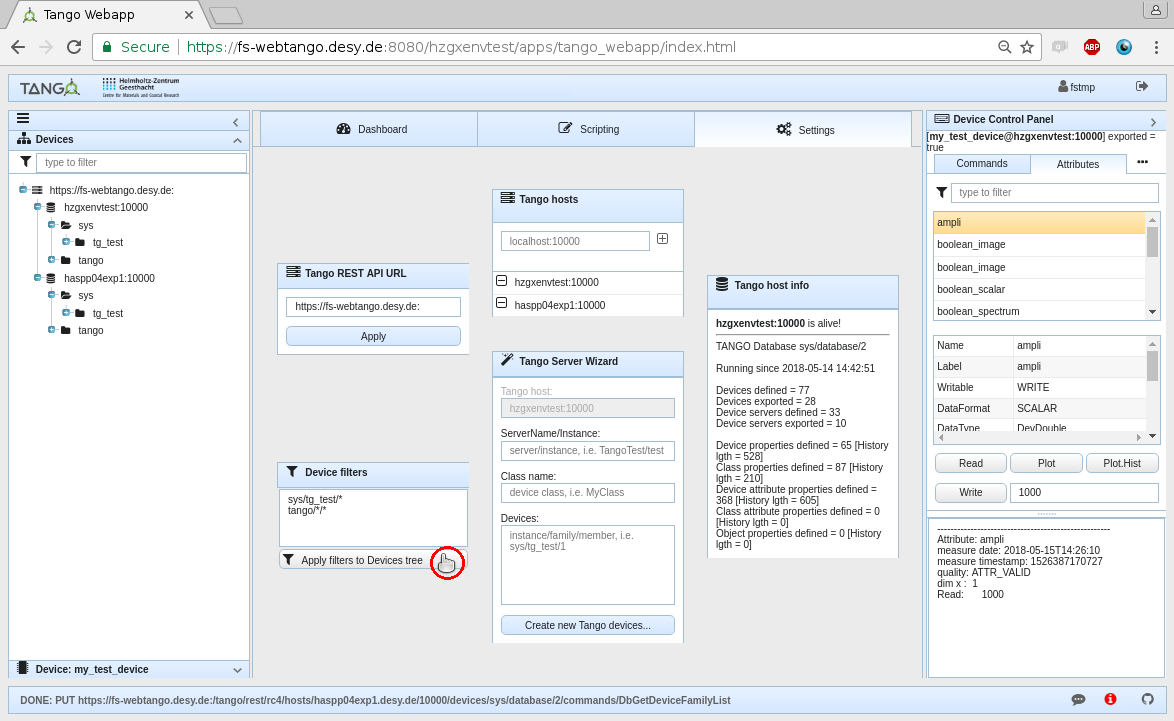 Tango Webapp
Secure
https://fs-webtango.desy.de:8080/hzgxenvtest/apps/tango_webapp/index.html
ABP
TANGO
Helmholtz-Zentrum
Geesthacht
Centre for Materials and Coastal Research
fstmp
Devices
type to filter
https://fs-webtango.desy.de:
hzgxenvtest:10000
sys
tg_test
tango
haspp04exp1:10000
sys
tg_test
tango
Device: my_test_device
Dashboard
Scripting
Settings
Tango REST API URL
https://fs-webtango.desy.de:
Apply
Device filters
sys/tg_test/*
tango/*/*
Apply filters to Devices tree
Tango hosts
localhost:10000
hzgxenvtest:10000
haspp04exp1:10000
Tango Server Wizard
Tango host:
hzgxenvtest:10000
ServerName/Instance:
server/instance, i.e. TangoTest/test
Class name:
device class, i.e. MyClass
Devices:
instance/family/member, i.e.
sys/tg_test/1
Create new Tango devices...
Tango host info
hzgxenvtest:10000 is alive!
TANGO Database sys/database/2
Running since 2018-05-14 14:42:51
Devices defined = 77
Devices exported = 28
Device servers defined = 33
Device servers exported = 10
Device properties defined = 65 [History
lgth = 528]
Class properties defined = 87 [History
lgth = 210]
Device attribute properties defined =
368 [History lgth = 605]
Class attribute properties defined = 0
[History lgth = 0]
Object properties defined = 0 [History
lgth = 0]
Device Control Panel
[my_test_device@hzgxenvtest:10000] exported =
true
Commands
Attributes
type to filter
ampli
boolean_image
boolean_image
boolean_scalar
boolean_spectrum
Name ampli
Label ampli
Writable WRITE
DataFormat SCALAR
DataType DevDouble
Read
Plot
Plot.Hist
Write
1000
----------------------------------------------------
Attribute: ampli
measure date: 2018-05-15T14:26:10
measure timestamp: 1526387170727
quality: ATTR_VALID
dim x : 1
Read: 1000
DONE: PUT https://fs-webtango.desy.de:/tango/rest/rc4/hosts/haspp04exp1.desy.de/10000/devices/sys/database/2/commands/DbGetDeviceFamilyList